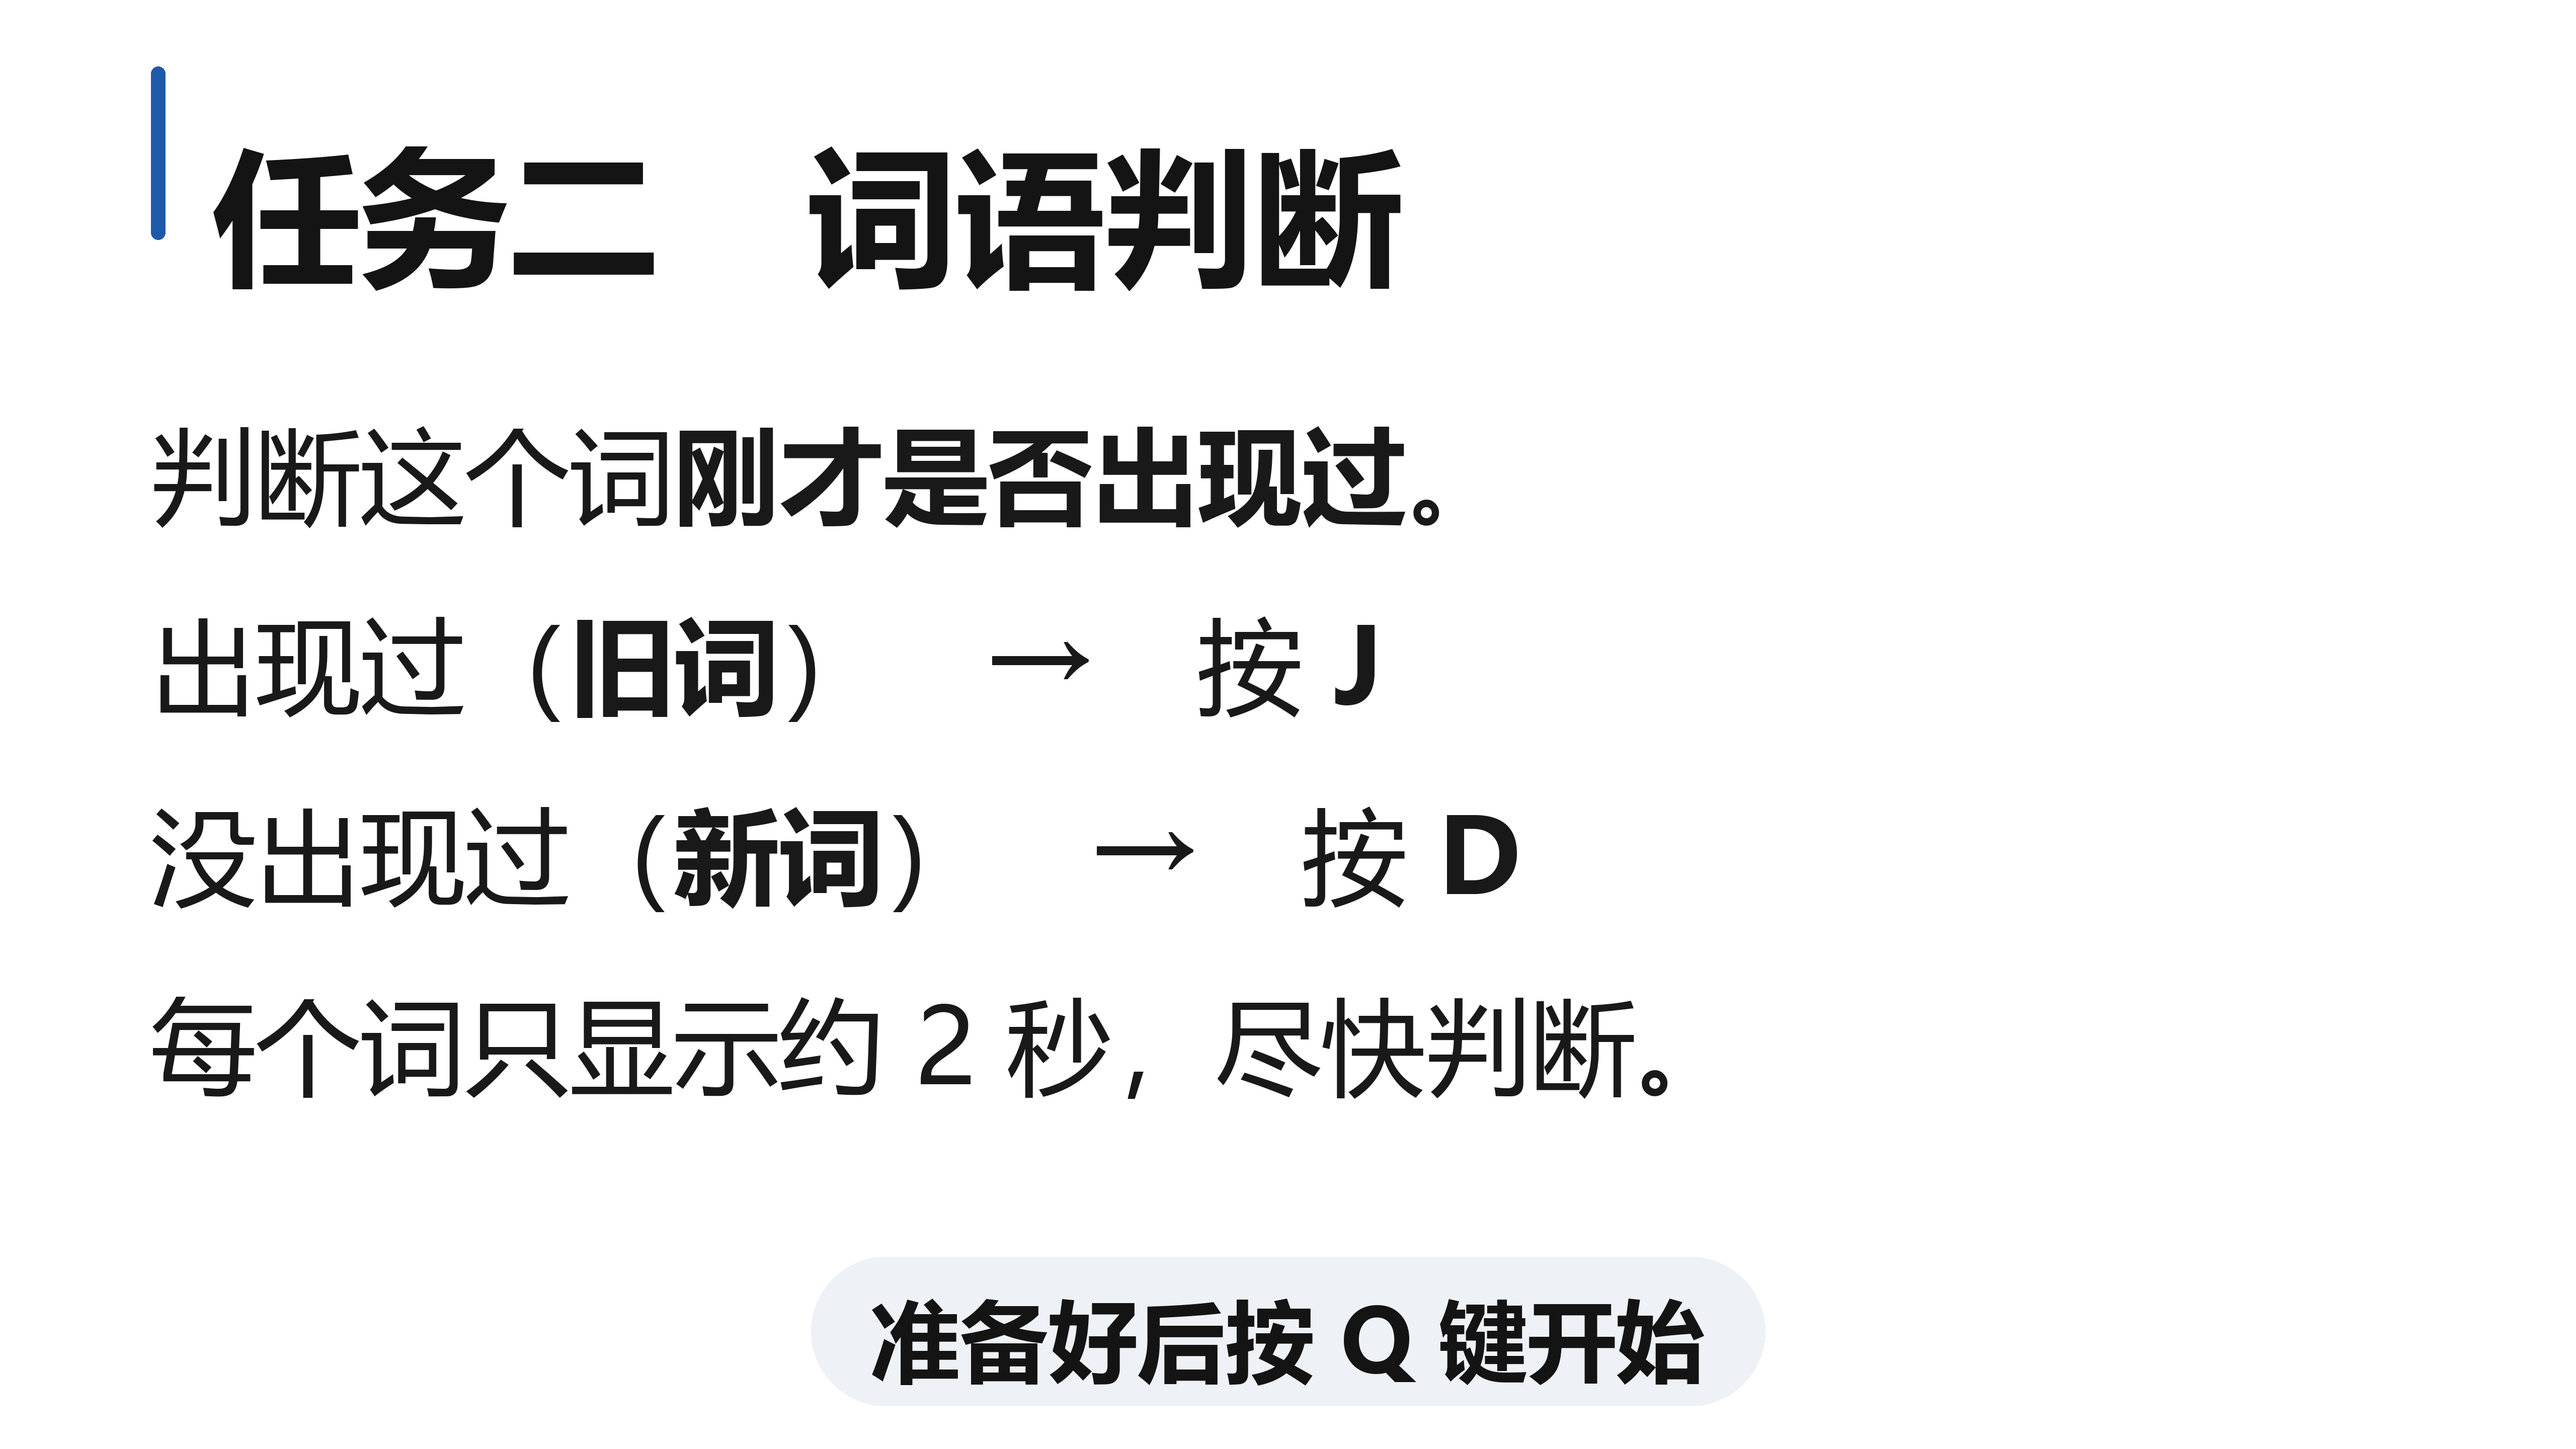 任务二　词语判断
判断这个词刚才是否出现过。
出现过（旧词）　→　按 J
没出现过（新词）　→　按 D
每个词只显示约 2 秒，尽快判断。
准备好后按 Q 键开始